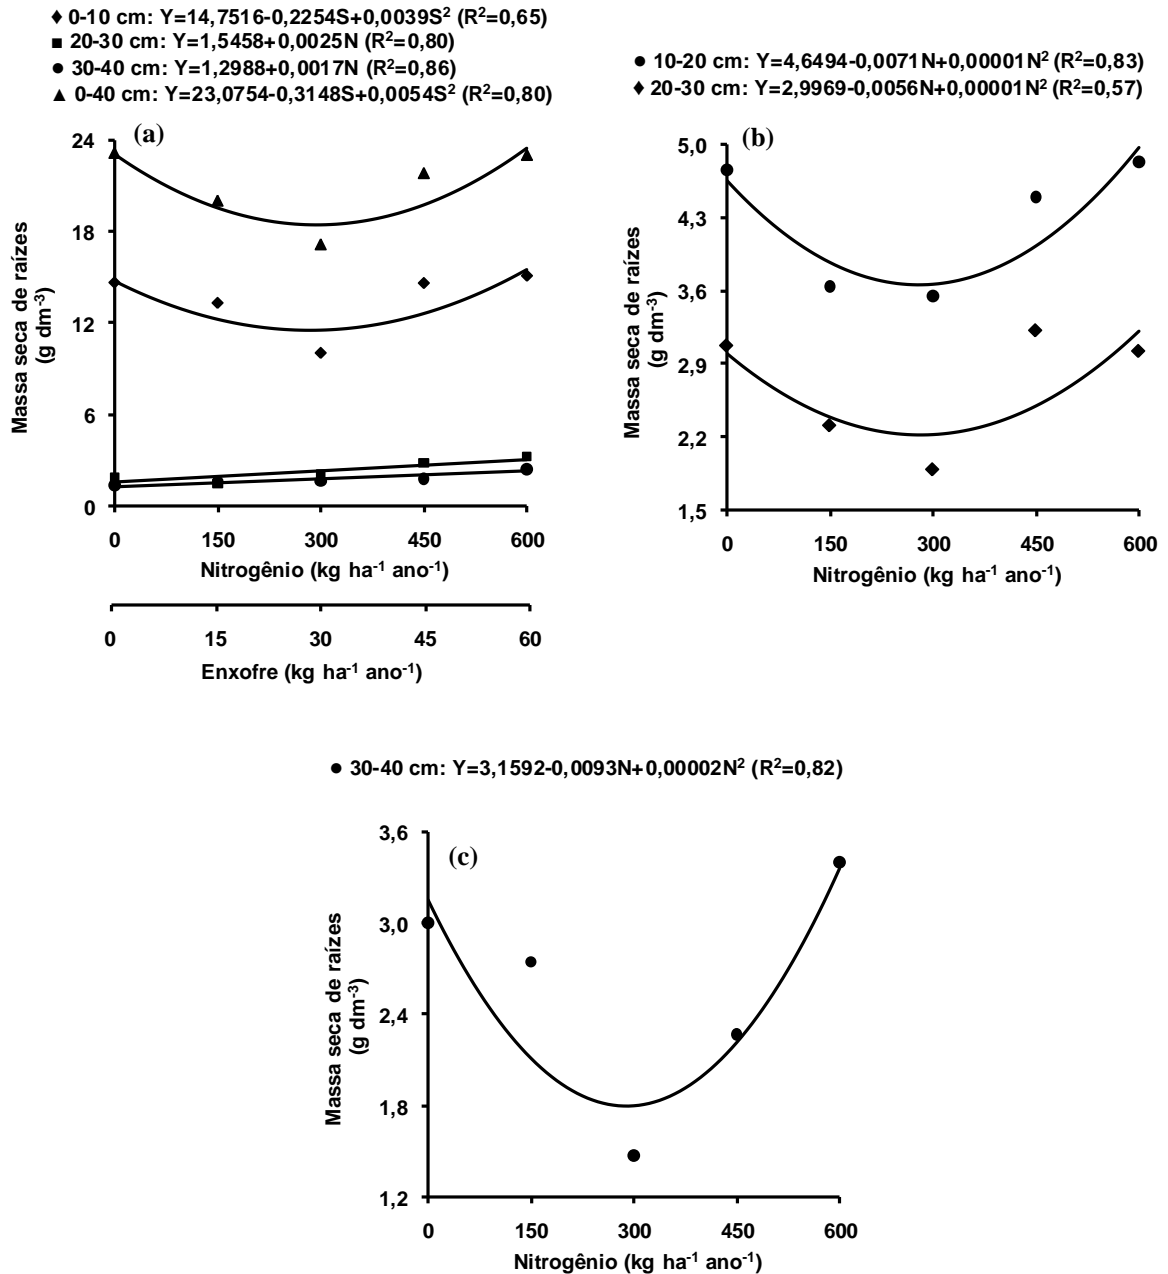 ◆ 0-10 cm: Y=14,7516-0,2254S+0,0039S² (R²=0,65)
■ 20-30 cm: Y=1,5458+0,0025N (R²=0,80)
● 30-40 cm: Y=1,2988+0,0017N (R²=0,86)
▲ 0-40 cm: Y=23,0754-0,3148S+0,0054S² (R²=0,80)
(a)
24
18
12
6
0
Massa seca de raízes
(g dm⁻³)
0 150 300 450 600
Nitrogênio (kg ha⁻¹ ano⁻¹)
0 15 30 45 60
Enxofre (kg ha⁻¹ ano⁻¹)
● 10-20 cm: Y=4,6494-0,0071N+0,00001N² (R²=0,83)
◆ 20-30 cm: Y=2,9969-0,0056N+0,00001N² (R²=0,57)
(b)
5,0
4,3
3,6
2,9
2,2
1,5
Massa seca de raízes
(g dm⁻³)
0 150 300 450 600
Nitrogênio (kg ha⁻¹ ano⁻¹)
● 30-40 cm: Y=3,1592-0,0093N+0,00002N² (R²=0,82)
(c)
3,6
3,0
2,4
1,8
1,2
Massa seca de raízes
(g dm⁻³)
0 150 300 450 600
Nitrogênio (kg ha⁻¹ ano⁻¹)